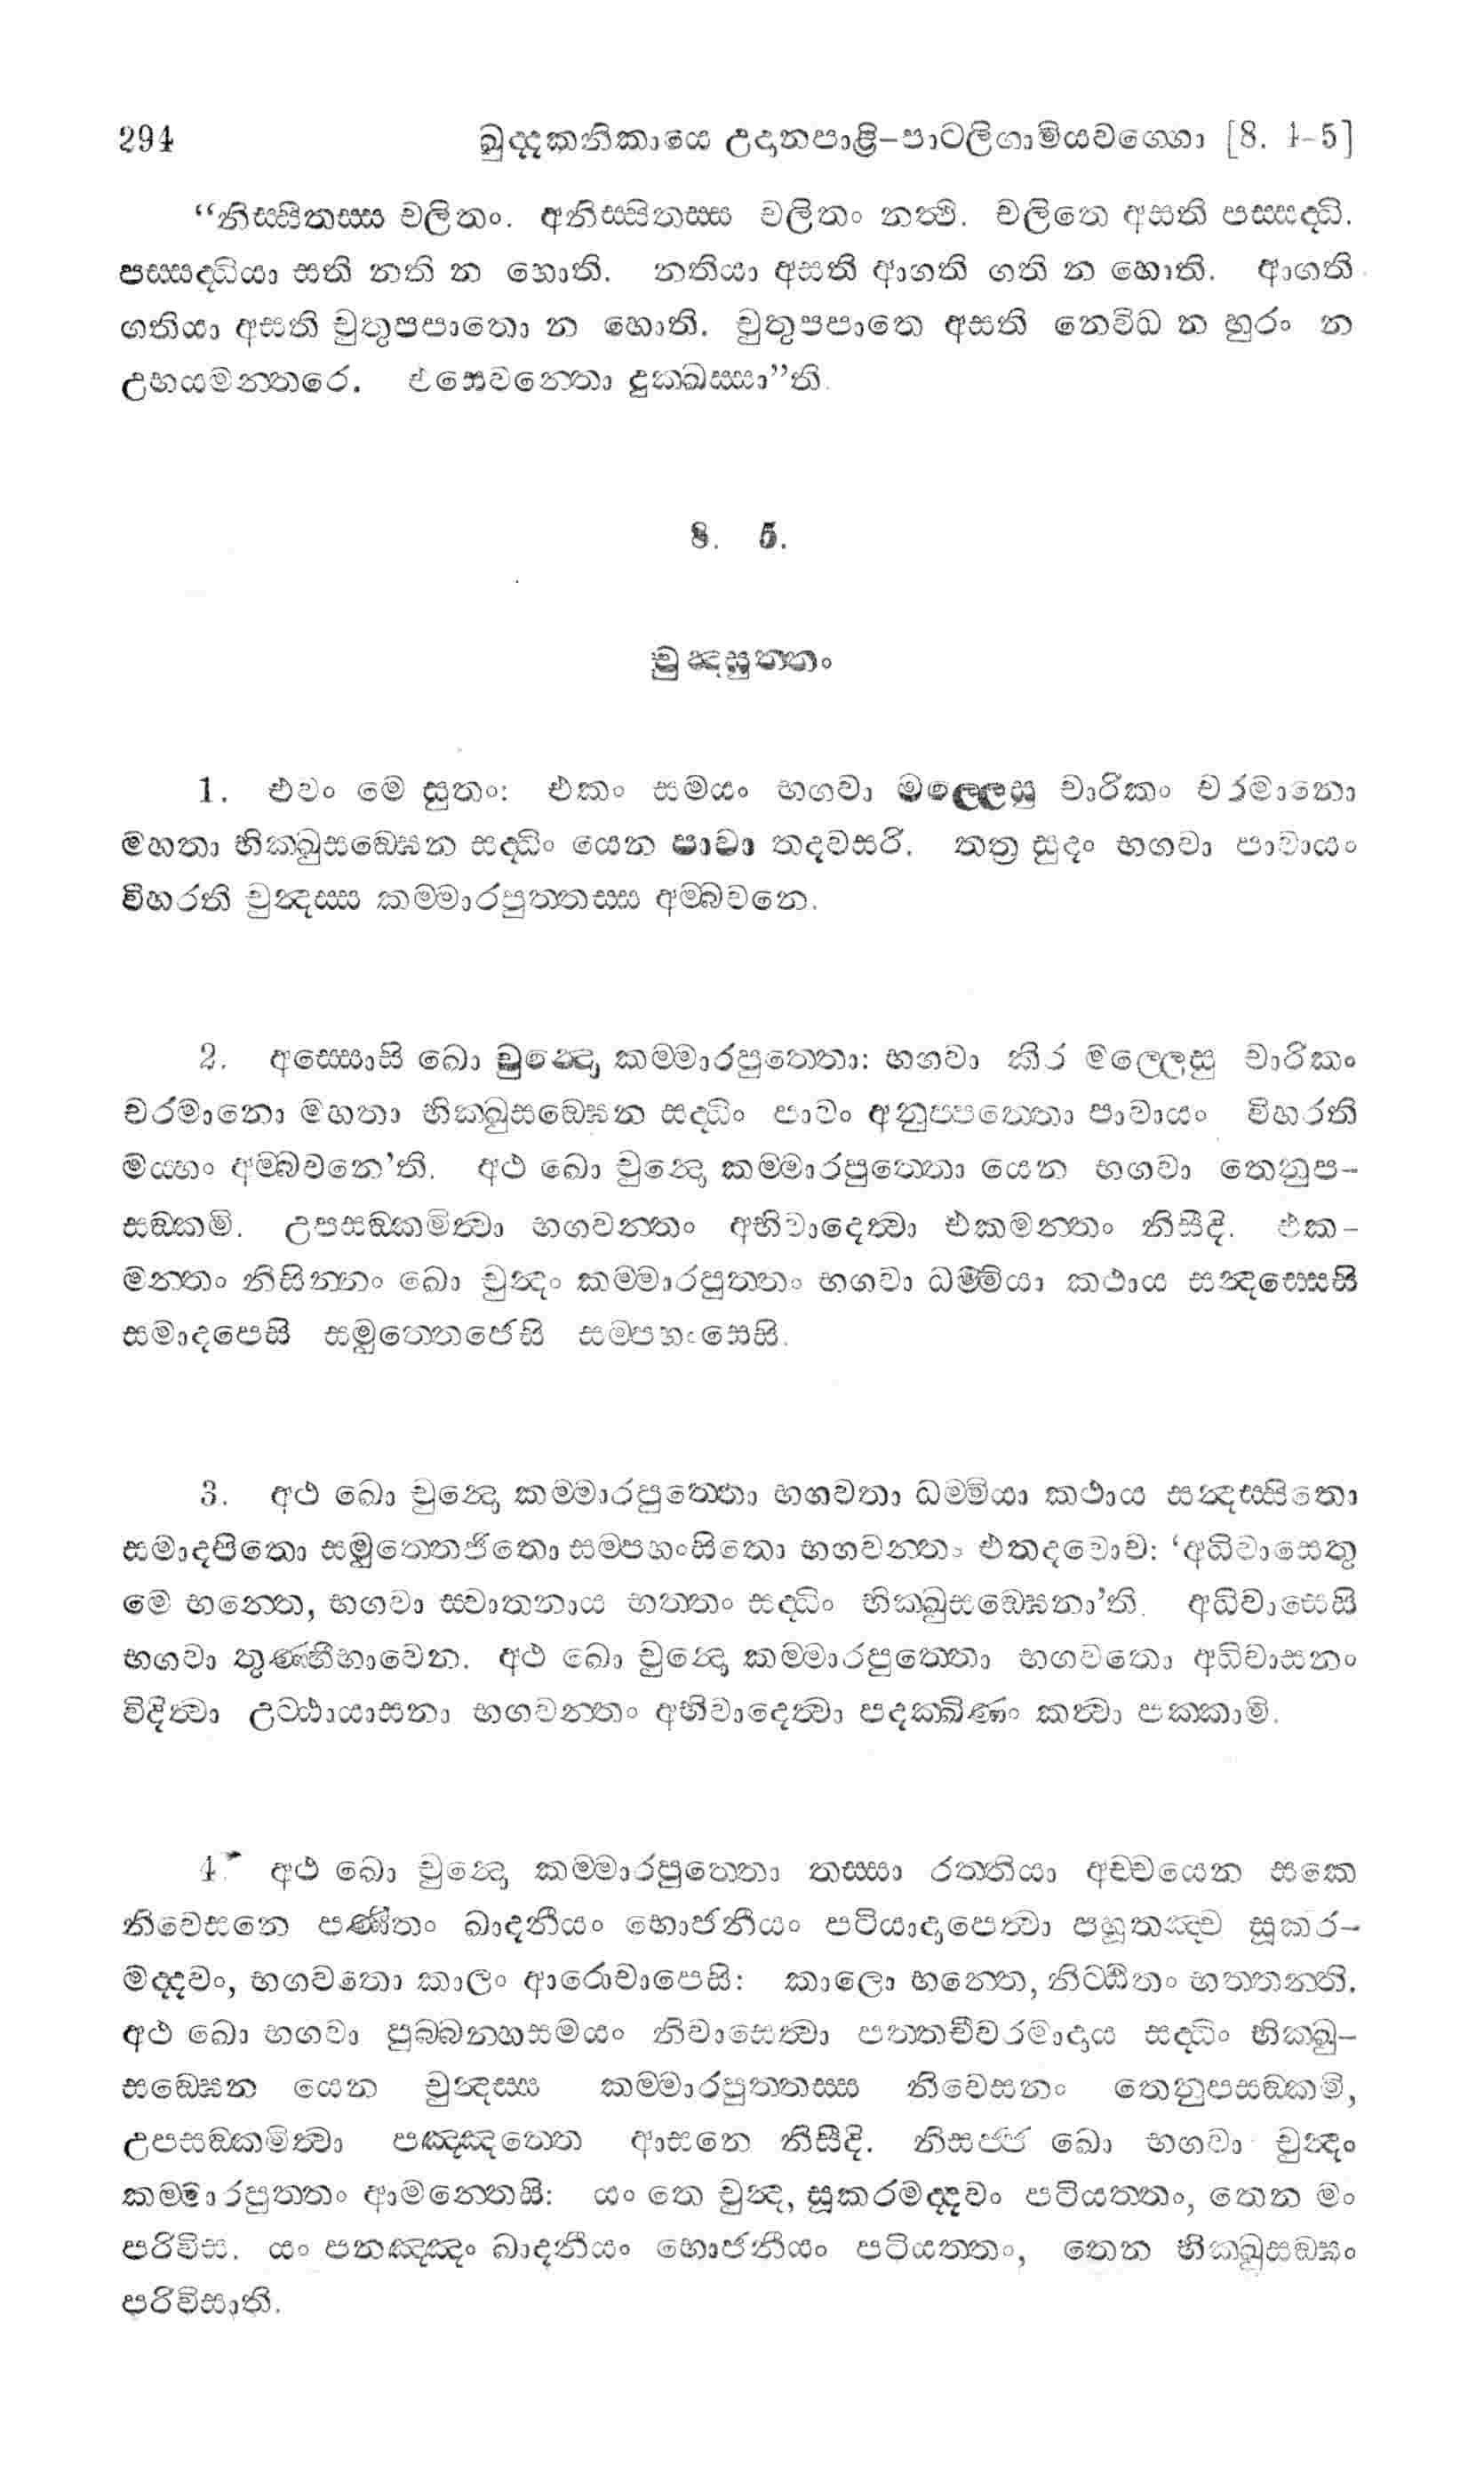 294 ඛුද්දකනිකායෙ උදානපාළි-පාටලිගාමියවග්ගො [8. 4-5]
“නිස්සිතස්ස චලිතං. අනිස්සිතස්ස චලිතං නත්ථි. චලිතෙ අසති පස්සද්ධි.
පස්සද්ධියා සති නති න හොති. නතියා අසති ආගති ගති න හොති. ආගති
ගතියා අසති චුතුපපාතො න හොති. චුතුපපාතෙ අසති නෙවිධ න හුරං න
උභයමන්තරෙ. එසෙවන්තො දුක්ඛස්සා”ති.
8. 5.
චුන්දසුත්තං
1. එවං මෙ සුතං: එකං සමයං භගවා මල්ලෙසු චාරිකං චරමානො
මහතා භික්ඛුසඞ්ඝෙන සද්ධිං යෙන පාවා තදවසරි. තත්‍ර සුදං භගවා පාවායං
විහරති චුන්දස්ස කම්මාරපුත්තස්ස අම්බවනෙ.
2. අස්සොසි ඛො චුන්දො කම්මාරපුත්තො: භගවා කිර මල්ලෙසු චාරිකං
චරමානො මහතා භික්ඛුසඞ්ඝෙන සද්ධිං පාවං අනුප්පත්තො පාවායං විහරති
මය්හං අම්බවනෙ’ති. අථ ඛො චුන්දො කම්මාරපුත්තො යෙන භගවා තෙනුප-
සඞ්කමි. උපසඞ්කමිත්වා භගවන්තං අභිවාදෙත්වා එකමන්තං නිසීදි. එක-
මන්තං නිසින්නං ඛො චුන්දං කම්මාරපුත්තං භගවා ධම්මියා කථාය සන්දස්සෙසි
සමාදපෙසි සමුත්තෙජෙසි සම්පහංසෙසි.
3. අථ ඛො චුන්දො කම්මාරපුත්තො භගවතා ධම්මියා කථාය සන්දස්සිතො
සමාදපිතො සමුත්තෙජිතො සම්පහංසිතො භගවන්තං එතදවොච: ‘අධිවාසෙතු
මෙ භන්තෙ, භගවා ස්වාතනාය භත්තං සද්ධිං භික්ඛුසඞ්ඝෙනා’ති. අධිවාසෙසි
භගවා තුණ්හීභාවෙන. අථ ඛො චුන්දො කම්මාරපුත්තො භගවතො අධිවාසනං
විදිත්වා උට්ඨායාසනා භගවන්තං අභිවාදෙත්වා පදක්ඛිණං කත්වා පක්කාමි.
4. අථ ඛො චුන්දො කම්මාරපුත්තො තස්සා රත්තියා අච්චයෙන සකෙ
නිවෙසනෙ පණීතං ඛාදනීයං භොජනීයං පටියාදාපෙත්වා පහූතඤ්ච සූකර-
මද්දවං, භගවතො කාලං ආරොචාපෙසි: කාලො භන්තෙ, නිට්ඨිතං භත්තන්ති.
අථ ඛො භගවා පුබ්බන්හසමයං නිවාසෙත්වා පත්තචීවරමාදාය සද්ධිං භික්ඛු-
සඞ්ඝෙන යෙන චුන්දස්ස කම්මාරපුත්තස්ස නිවෙසනං තෙනුපසඞ්කමි,
උපසඞ්කමිත්වා පඤ්ඤත්තෙ ආසනෙ නිසීදි. නිසජ්ජ ඛො භගවා චුන්දං
කම්මාරපුත්තං ආමන්තෙසි: යං තෙ චුන්ද, සූකරමද්දවං පටියත්තං, තෙන මං
පරිවිස. යං පනඤ්ඤං ඛාදනීයං භොජනීයං පටියත්තං, තෙන භික්ඛුසඞ්ඝං
පරිවිසාති.